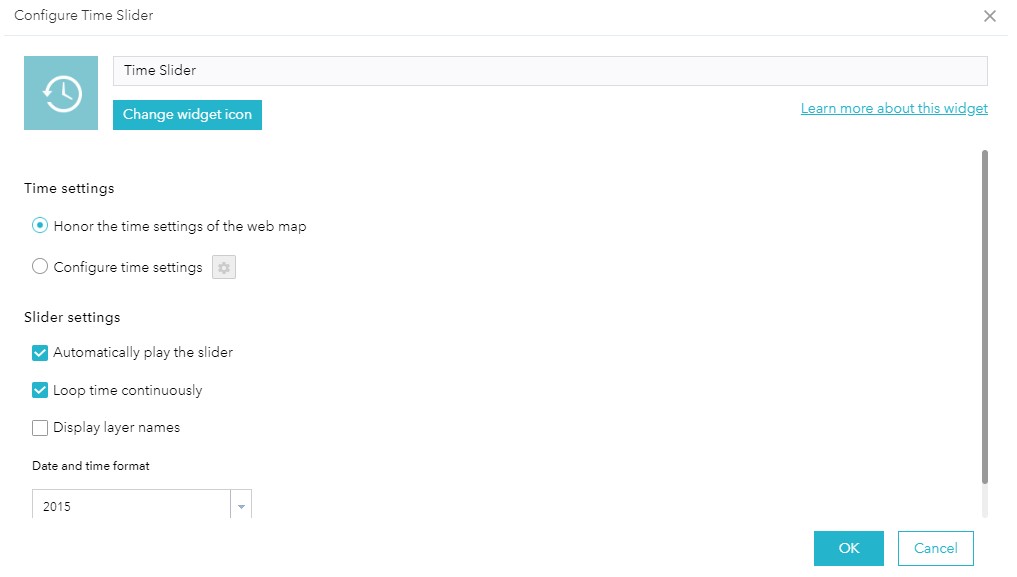 Configure Time Slider
Time Slider
Change widget icon
Learn more about this widget
Time settings
Honor the time settings of the web map
Configure time settings
Slider settings
Automatically play the slider
Loop time continuously
Display layer names
Date and time format
2015
OK
Cancel